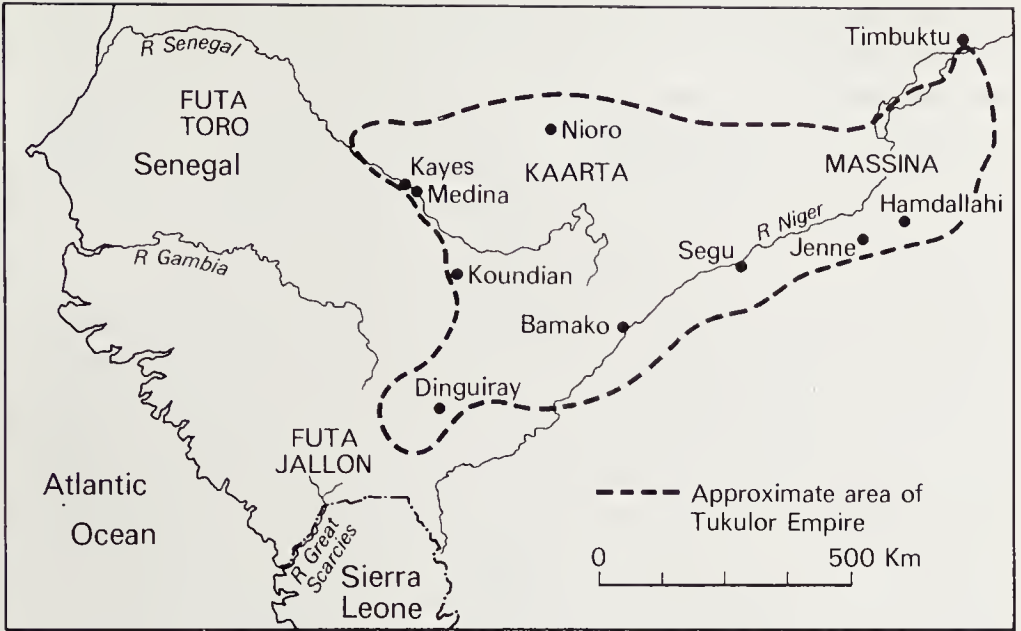 Timbuktu
R Senegal
FUTA
TORO
Senegal
Nioro
Kayes
Medina
KAARTA
MASSINA
Hamdallahi
R Niger
Segu
Jenne
R Gambia
Koundian
Bamako
Dinguiray
FUTA
JALLON
Atlantic
Ocean
R Great
Scarcies
Sierra
Leone
Approximate area of
Tukulor Empire
0 500 Km